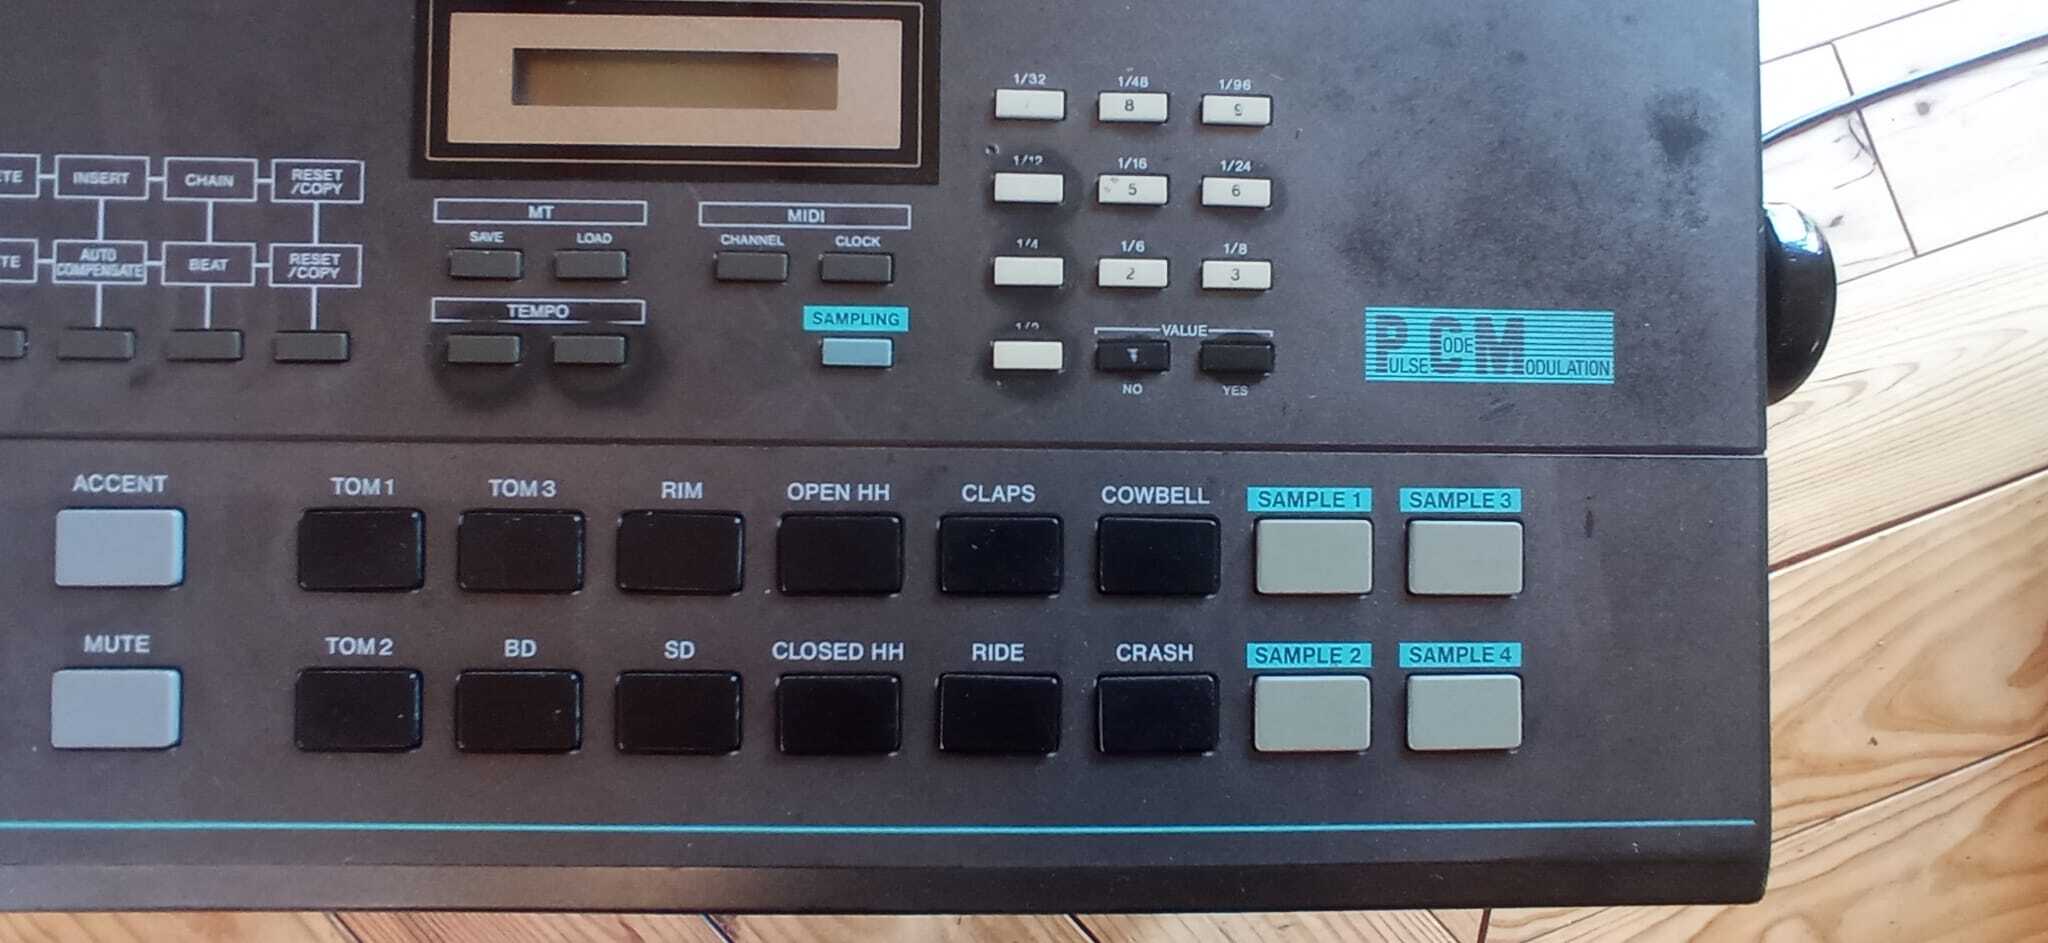 1/32 1/48 1/96
8 9
1/12 1/16 1/24
5 6
INSERT CHAIN RESET
/COPY
MT MIDI
SAVE LOAD CHANNEL CLOCK
1/4 1/6 1/8
2 3
AUTO
COMPENSATE BEAT RESET
/COPY
TEMPO SAMPLING
1/2 VALUE
NO YES
PULSE CODE MODULATION
ACCENT TOM 1 TOM 3 RIM OPEN HH CLAPS COWBELL SAMPLE 1 SAMPLE 3
MUTE TOM 2 BD SD CLOSED HH RIDE CRASH SAMPLE 2 SAMPLE 4